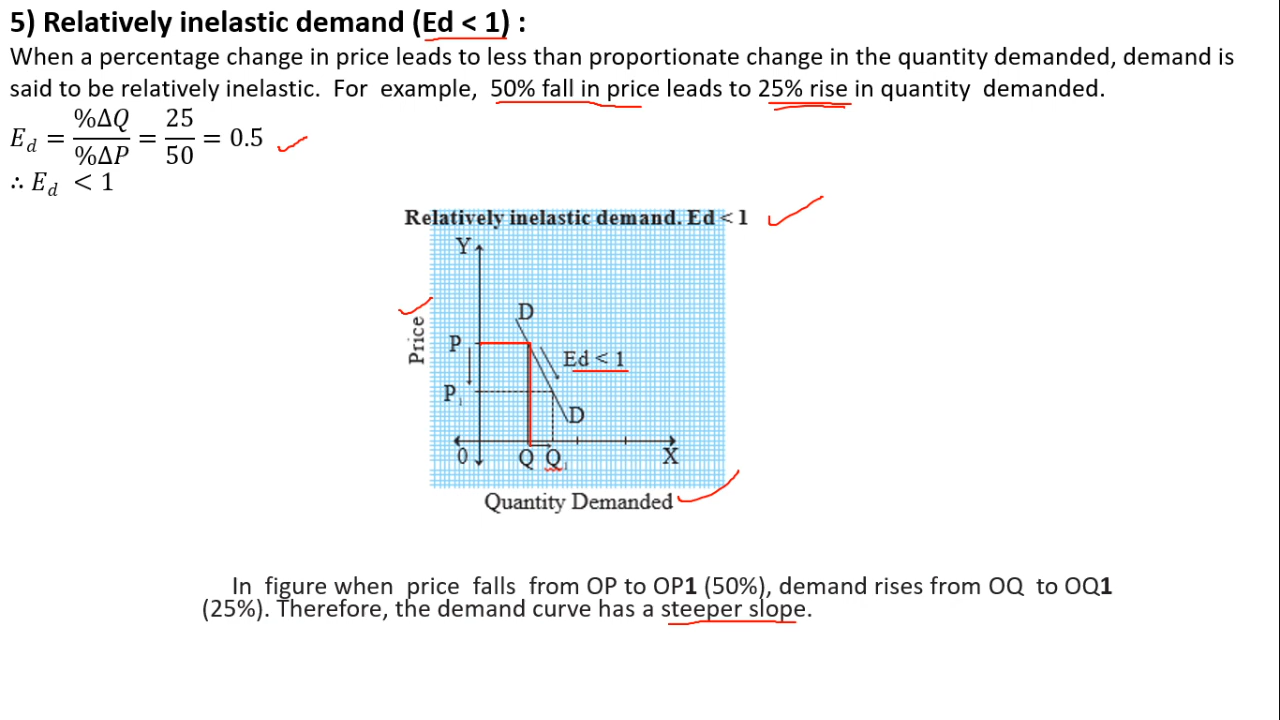 5) Relatively inelastic demand (Ed < 1) :
When a percentage change in price leads to less than proportionate change in the quantity demanded, demand is
said to be relatively inelastic. For example, 50% fall in price leads to 25% rise in quantity demanded.
E_d = %ΔQ/%ΔP = 25/50 = 0.5
∴ E_d < 1
Relatively inelastic demand. Ed < 1
Y
D
Price
P
Ed < 1
P₁
D
0 Q Q₁ X
Quantity Demanded
In figure when price falls from OP to OP1 (50%), demand rises from OQ to OQ1
(25%). Therefore, the demand curve has a steeper slope.